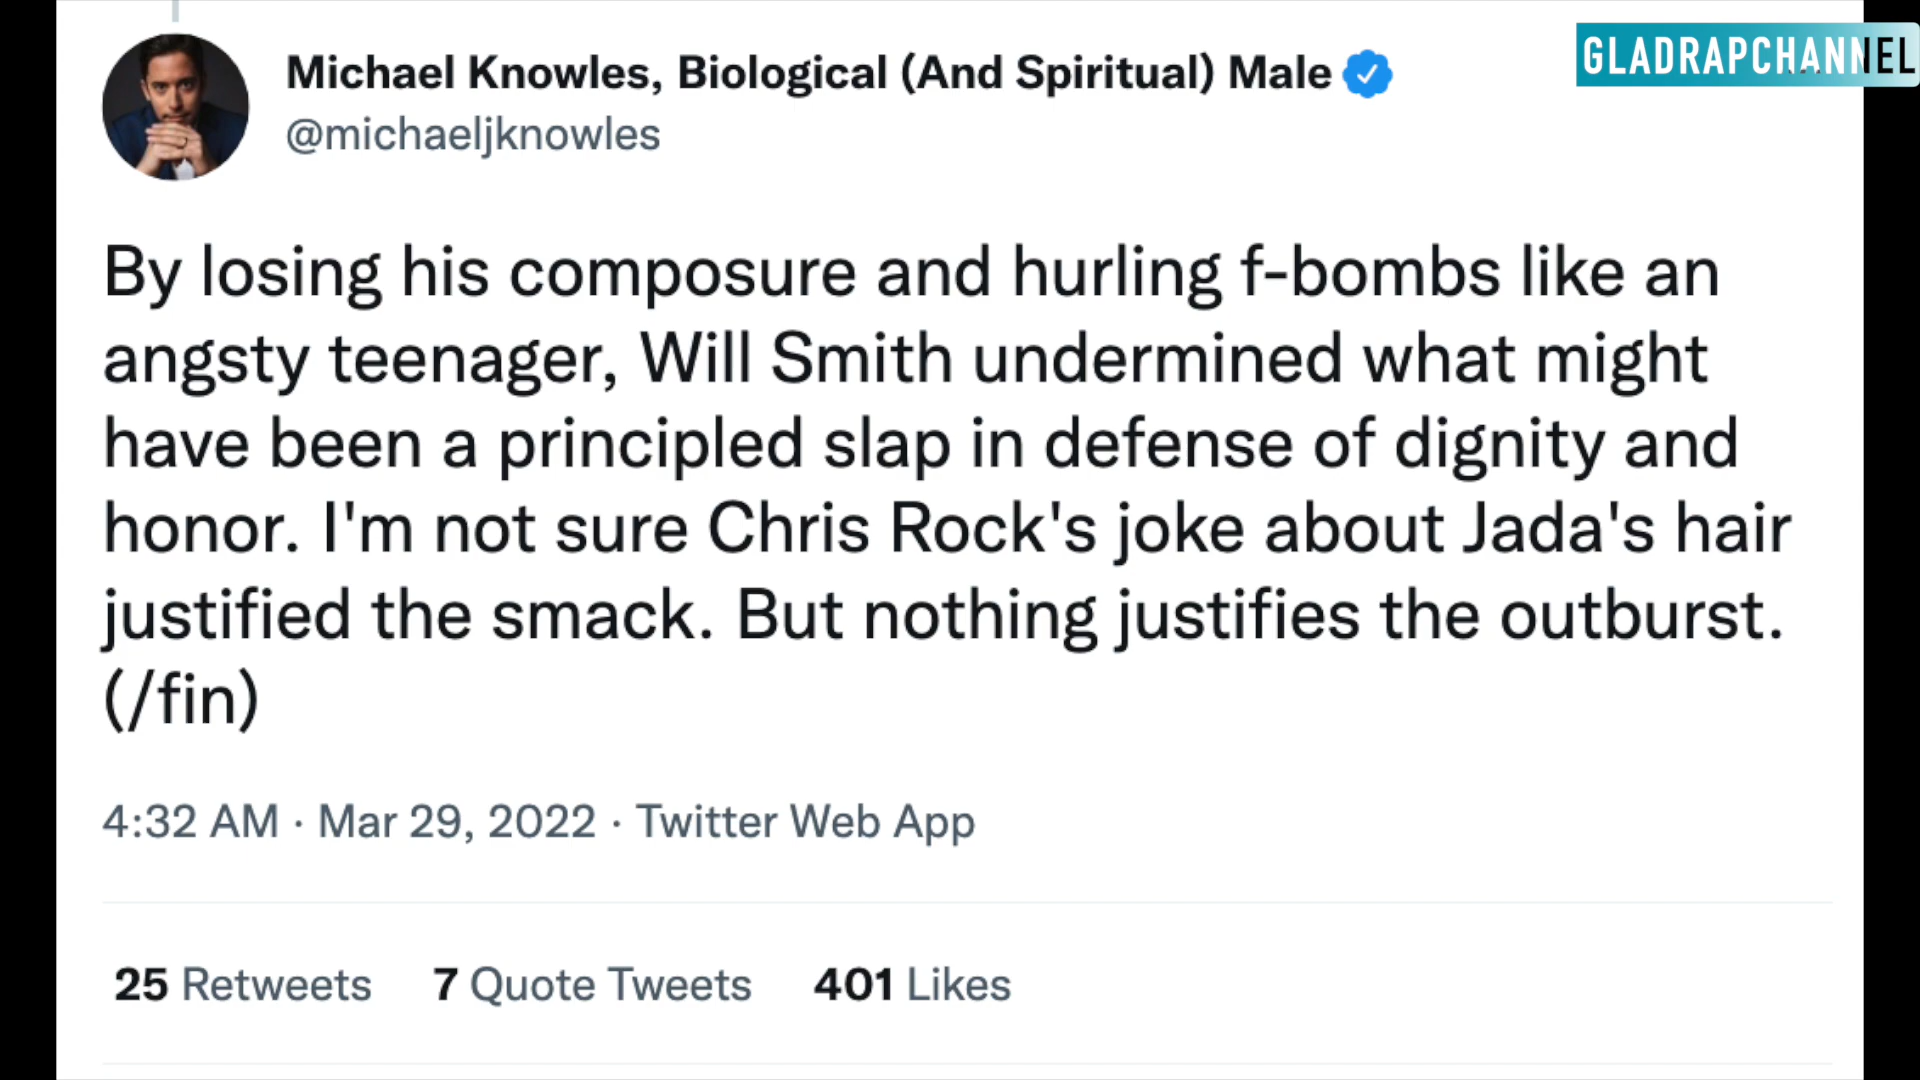 Michael Knowles, Biological (And Spiritual) Male
GLADRAPCHANNEL
@michaeljknowles
By losing his composure and hurling f-bombs like an
angsty teenager, Will Smith undermined what might
have been a principled slap in defense of dignity and
honor. I'm not sure Chris Rock's joke about Jada's hair
justified the smack. But nothing justifies the outburst.
(/fin)
4:32 AM · Mar 29, 2022 · Twitter Web App
25 Retweets 7 Quote Tweets 401 Likes